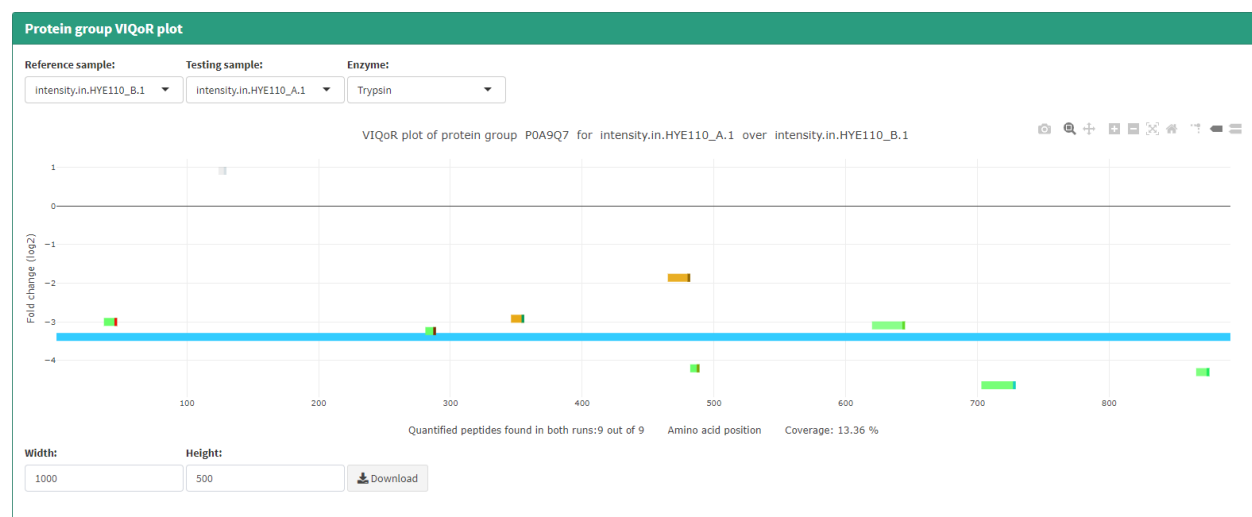 Protein group VIQoR plot
Reference sample: Testing sample: Enzyme:
intensity.in.HYE110_B.1 intensity.in.HYE110_A.1 Trypsin
VIQoR plot of protein group P0A9Q7 for intensity.in.HYE110_A.1 over intensity.in.HYE110_B.1
1
0
−1
−2
−3
−4
Fold change (log2)
100 200 300 400 500 600 700 800
Quantified peptides found in both runs:9 out of 9 Amino acid position Coverage: 13.36 %
Width: Height:
1000 500 Download